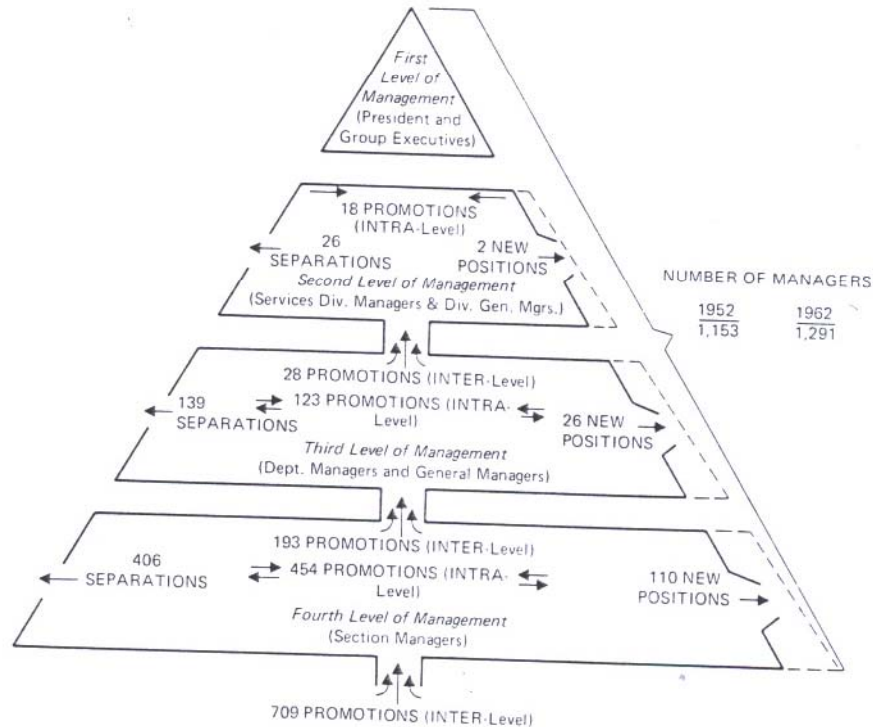 First
Level of
Management
(President and
Group Executives)
18 PROMOTIONS
(INTRA-Level)
26
SEPARATIONS
2 NEW
POSITIONS
Second Level of Management
(Services Div. Managers & Div. Gen. Mgrs.)
NUMBER OF MANAGERS
1952
1,153
1962
1,291
28 PROMOTIONS (INTER-Level)
139
SEPARATIONS
123 PROMOTIONS (INTRA-
Level)
26 NEW
POSITIONS
Third Level of Management
(Dept. Managers and General Managers)
193 PROMOTIONS (INTER-Level)
406
SEPARATIONS
454 PROMOTIONS (INTRA-
Level)
110 NEW
POSITIONS
Fourth Level of Management
(Section Managers)
709 PROMOTIONS (INTER-Level)